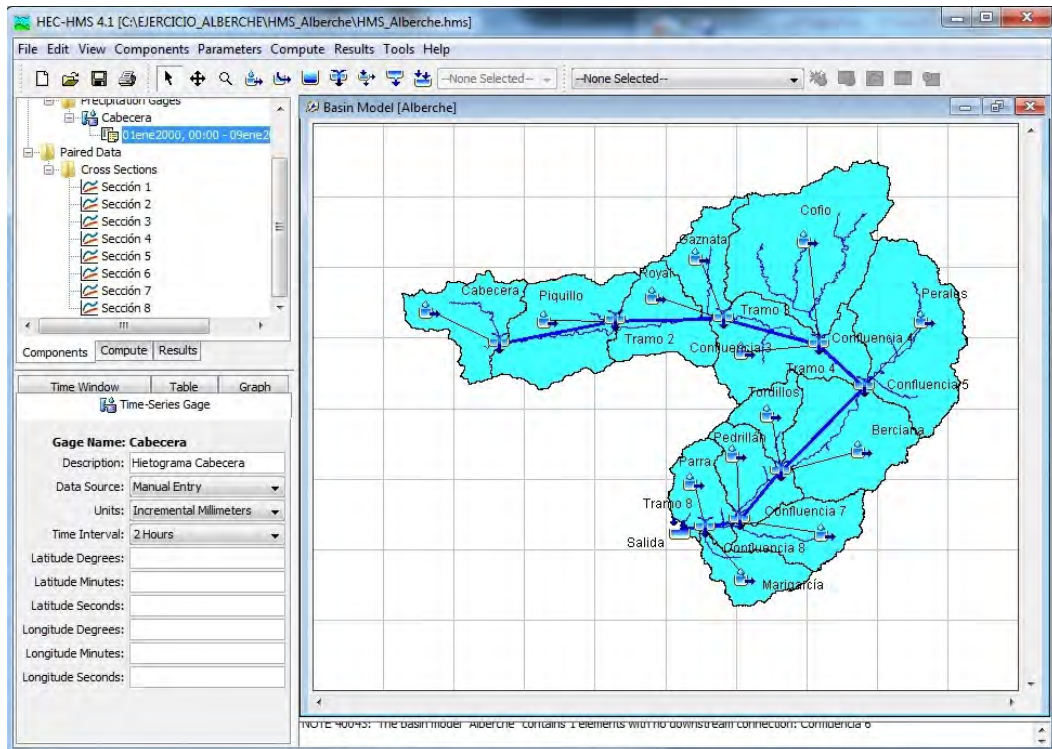 HEC-HMS 4.1 [C:\EJERCICIO_ALBERCHE\HMS_Alberche\HMS_Alberche.hms]
File Edit View Components Parameters Compute Results Tools Help
--None Selected-- --None Selected--
Precipitation Gages
Cabecera
01ene2000, 00:00 - 09ene2
Paired Data
Cross Sections
Sección 1
Sección 2
Sección 3
Sección 4
Sección 5
Sección 6
Sección 7
Sección 8
Components Compute Results
Time Window Table Graph
Time-Series Gage
Gage Name: Cabecera
Description: Hietograma Cabecera
Data Source: Manual Entry
Units: Incremental Millimeters
Time Interval: 2 Hours
Latitude Degrees:
Latitude Minutes:
Latitude Seconds:
Longitude Degrees:
Longitude Minutes:
Longitude Seconds:
Basin Model [Alberche]
Cofio
Gaznata
Royal
Cabecera
Piquillo
Perales
Tramo 3
Tramo 2
Confluencia 3
Confluencia 4
Tramo 4
Confluencia 5
Tordillos
Berciana
Pedrillán
Parra
Tramo 8
Confluencia 7
Salida
Confluencia 8
Marigarcía
NOTE 40043: The basin model "Alberche" contains 1 elements with no downstream connection: Confluencia 6